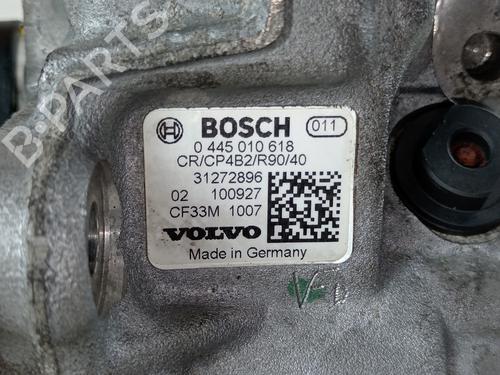 B-PARTS
BOSCH 011
0 445 010 618
CR/CP4B2/R90/40
31272896
02 100927
CF33M 1007
VOLVO
Made in Germany